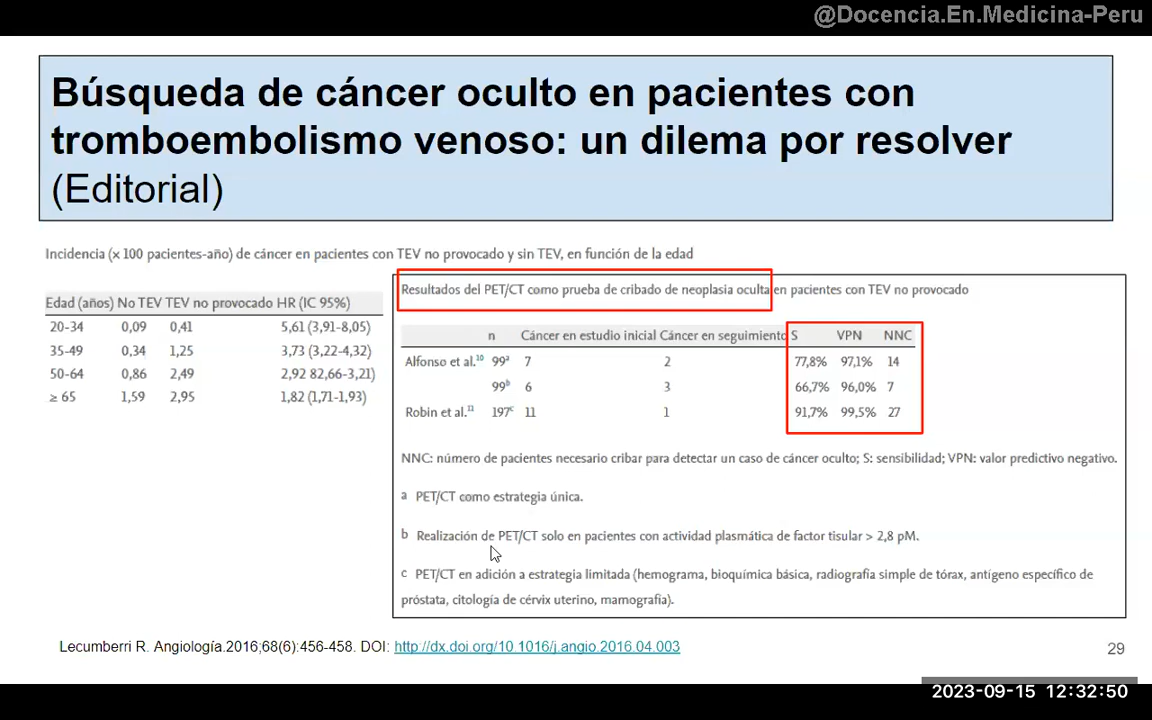 @Docencia.En.Medicina-Peru
Búsqueda de cáncer oculto en pacientes con
tromboembolismo venoso: un dilema por resolver
(Editorial)
Incidencia (× 100 pacientes-año) de cáncer en pacientes con TEV no provocado y sin TEV, en función de la edad
Edad (años) No TEV TEV no provocado HR (IC 95%)
20-34 0,09 0,41 5,61 (3,91-8,05)
35-49 0,34 1,25 3,73 (3,22-4,32)
50-64 0,86 2,49 2,92 82,66-3,21)
≥ 65 1,59 2,95 1,82 (1,71-1,93)
Resultados del PET/CT como prueba de cribado de neoplasia oculta en pacientes con TEV no provocado
n Cáncer en estudio inicial Cáncer en seguimiento S VPN NNC
Alfonso et al.10 99a 7 2 77,8% 97,1% 14
99b 6 3 66,7% 96,0% 7
Robin et al.11 197c 11 1 91,7% 99,5% 27
NNC: número de pacientes necesario cribar para detectar un caso de cáncer oculto; S: sensibilidad; VPN: valor predictivo negativo.
a PET/CT como estrategia única.
b Realización de PET/CT solo en pacientes con actividad plasmática de factor tisular > 2,8 pM.
c PET/CT en adición a estrategia limitada (hemograma, bioquímica básica, radiografia simple de tórax, antígeno específico de
próstata, citología de cérvix uterino, mamografia).
Lecumberri R. Angiología.2016;68(6):456-458. DOI: http://dx.doi.org/10.1016/j.angio.2016.04.003
29
2023-09-15 12:32:50